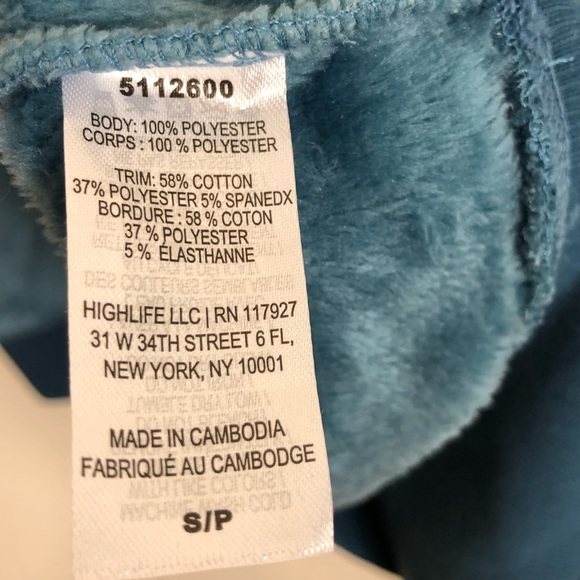 5112600
BODY: 100% POLYESTER
CORPS : 100 % POLYESTER
TRIM: 58% COTTON
37% POLYESTER 5% SPANEDX
BORDURE : 58 % COTON
37 % POLYESTER
5 % ÉLASTHANNE
HIGHLIFE LLC | RN 117927
31 W 34TH STREET 6 FL,
NEW YORK, NY 10001
MADE IN CAMBODIA
FABRIQUÉ AU CAMBODGE
S/P